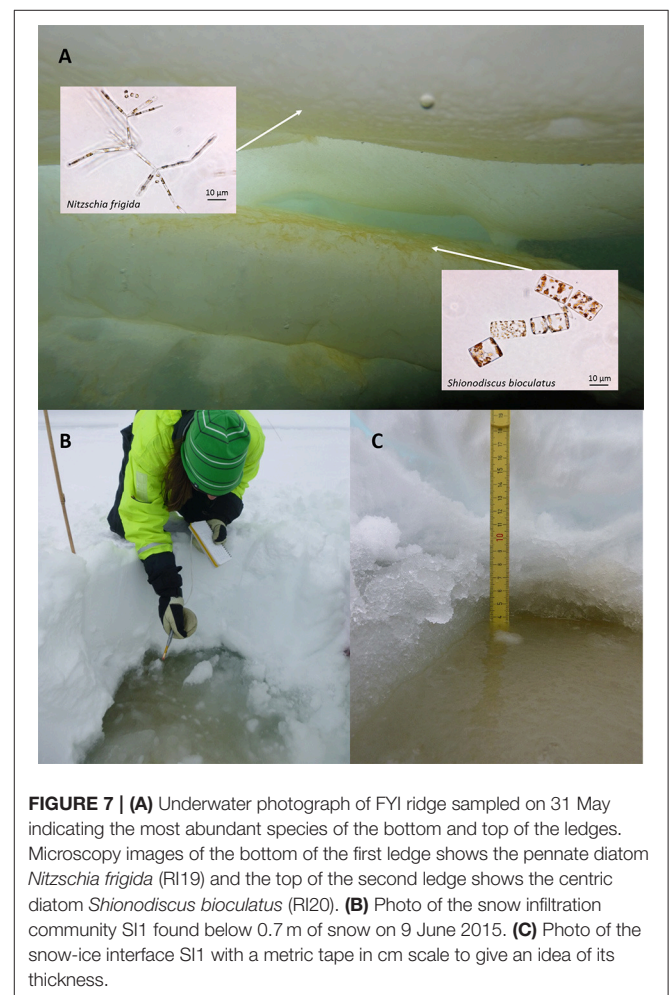 A
Nitzschia frigida
10 µm
Shionodiscus bioculatus
10 µm
B
C
10
FIGURE 7 | (A) Underwater photograph of FYI ridge sampled on 31 May
indicating the most abundant species of the bottom and top of the ledges.
Microscopy images of the bottom of the first ledge shows the pennate diatom
Nitzschia frigida (RI19) and the top of the second ledge shows the centric
diatom Shionodiscus bioculatus (RI20). (B) Photo of the snow infiltration
community SI1 found below 0.7 m of snow on 9 June 2015. (C) Photo of the
snow-ice interface SI1 with a metric tape in cm scale to give an idea of its
thickness.